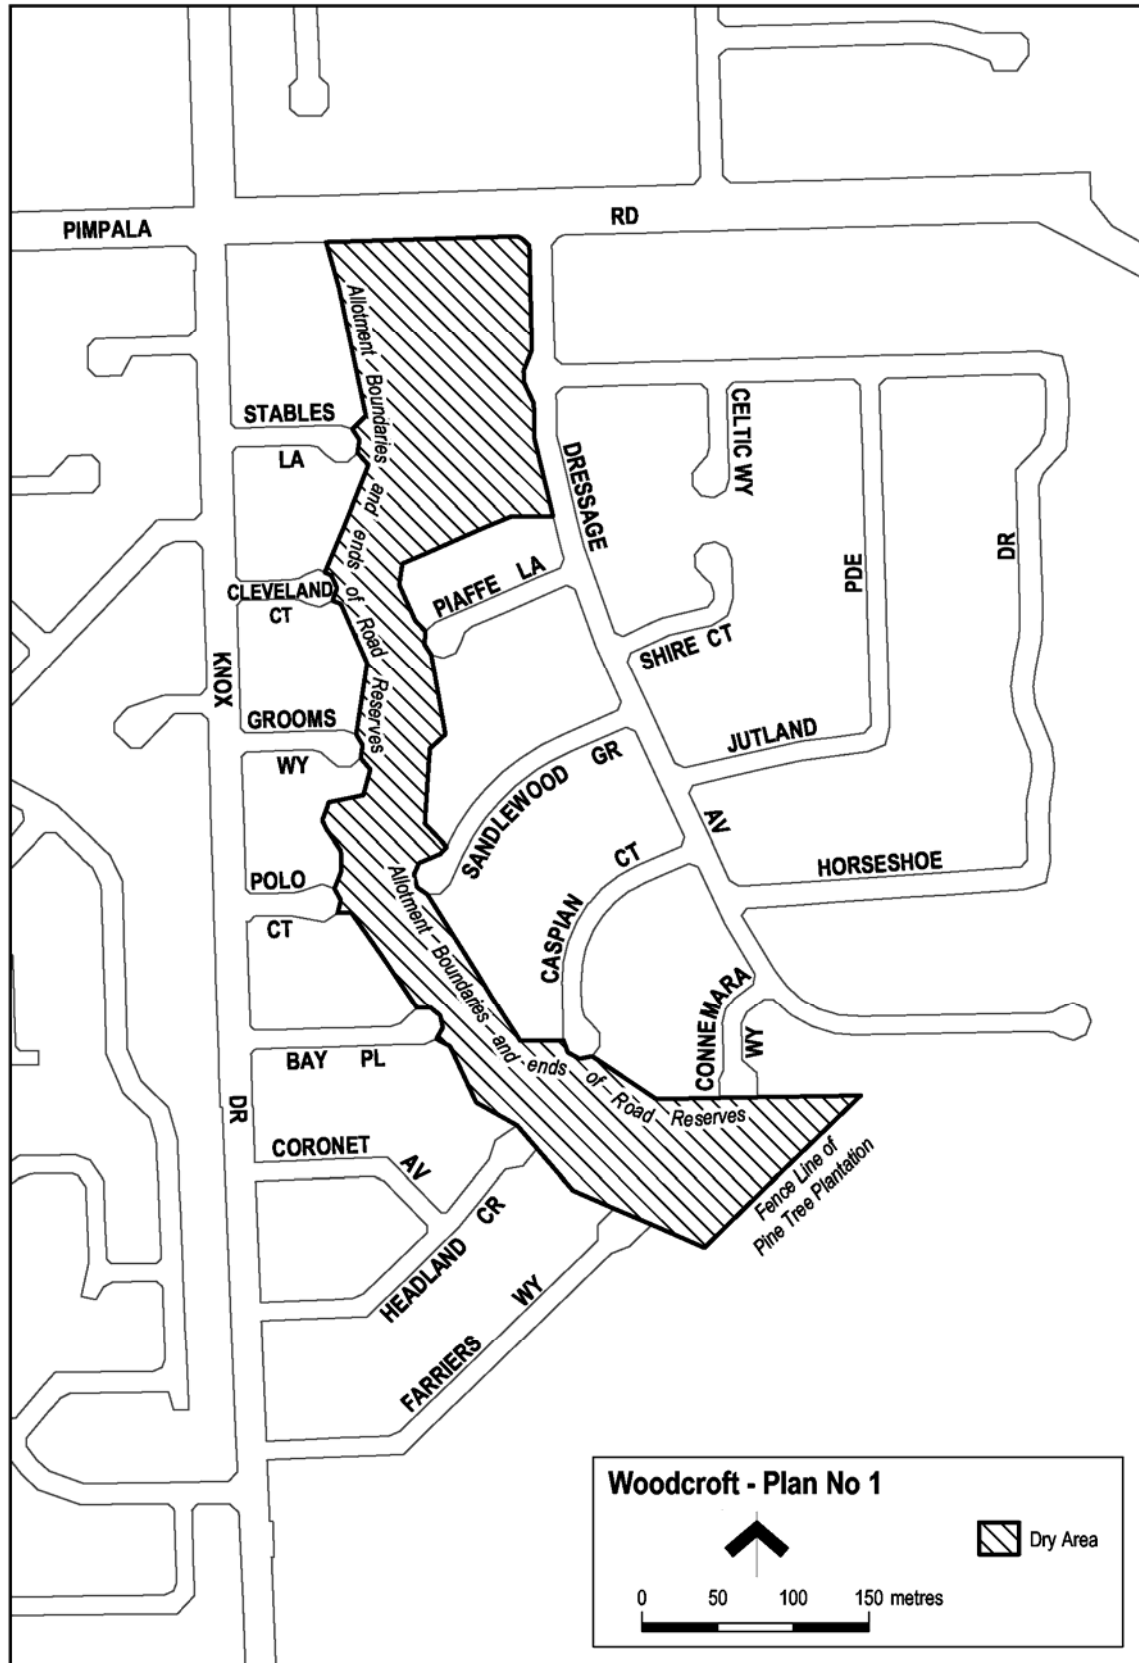 PIMPALA
RD
Allotment Boundaries and ends of Road Reserves
STABLES
LA
CELTIC WY
DRESSAGE
DR
PDE
PIAFFE LA
CLEVELAND
CT
SHIRE CT
KNOX
GROOMS
WY
JUTLAND
SANDLEWOOD GR
AV
HORSESHOE
CT
CASPIAN
POLO
CT
Allotment Boundaries and ends of Road Reserves
CONNEMARA
WY
BAY PL
DR
CORONET
AV
HEADLAND CR
Fence Line of
Pine Tree Plantation
FARRIERS WY
Woodcroft - Plan No 1
Dry Area
0 50 100 150 metres